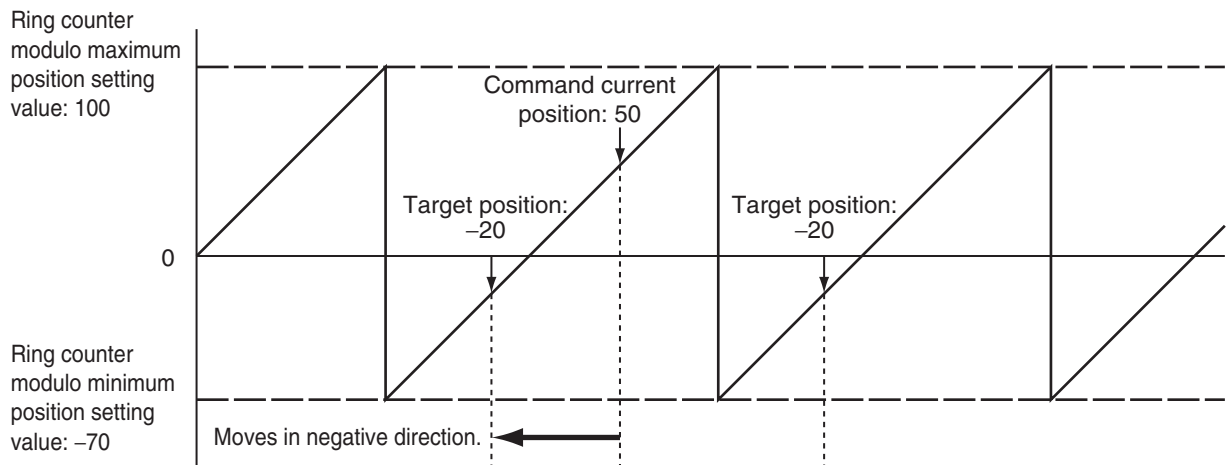 Ring counter
modulo maximum
position setting
value: 100
Command current
position: 50
Target position:
−20
Target position:
−20
0
Ring counter
modulo minimum
position setting
value: −70
Moves in negative direction.